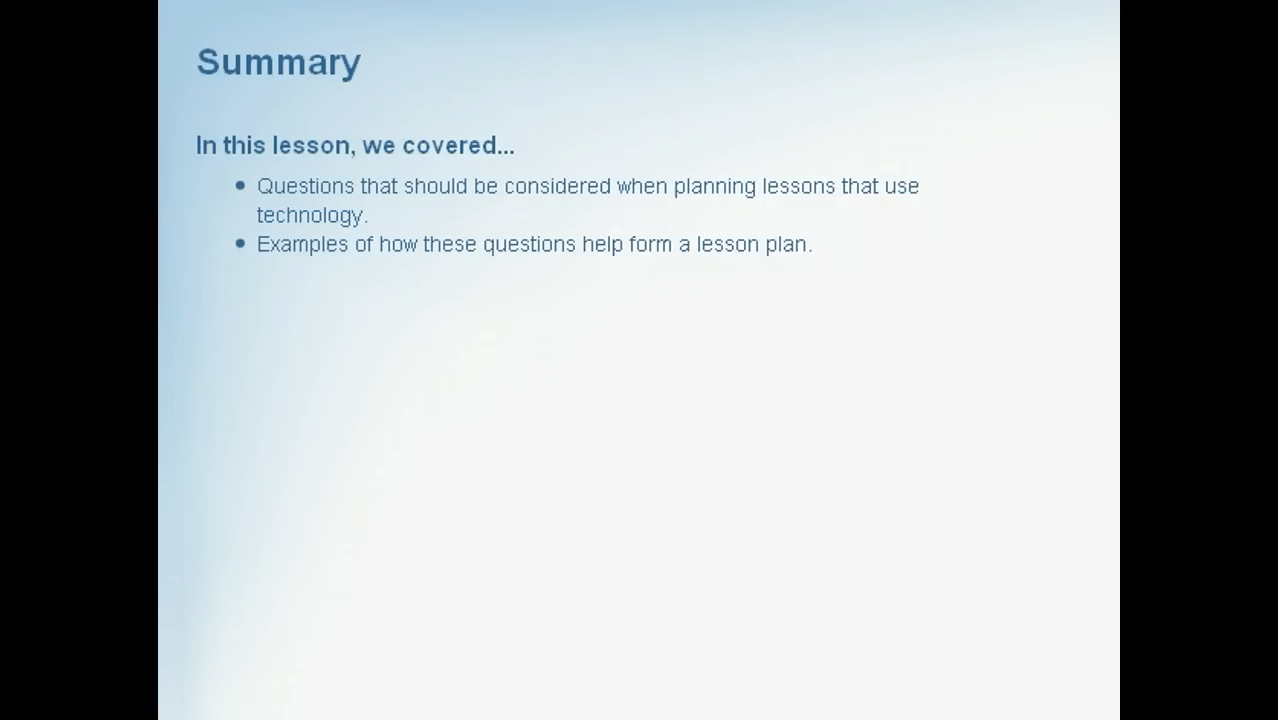 Summary
In this lesson, we covered...
• Questions that should be considered when planning lessons that use
technology.
• Examples of how these questions help form a lesson plan.